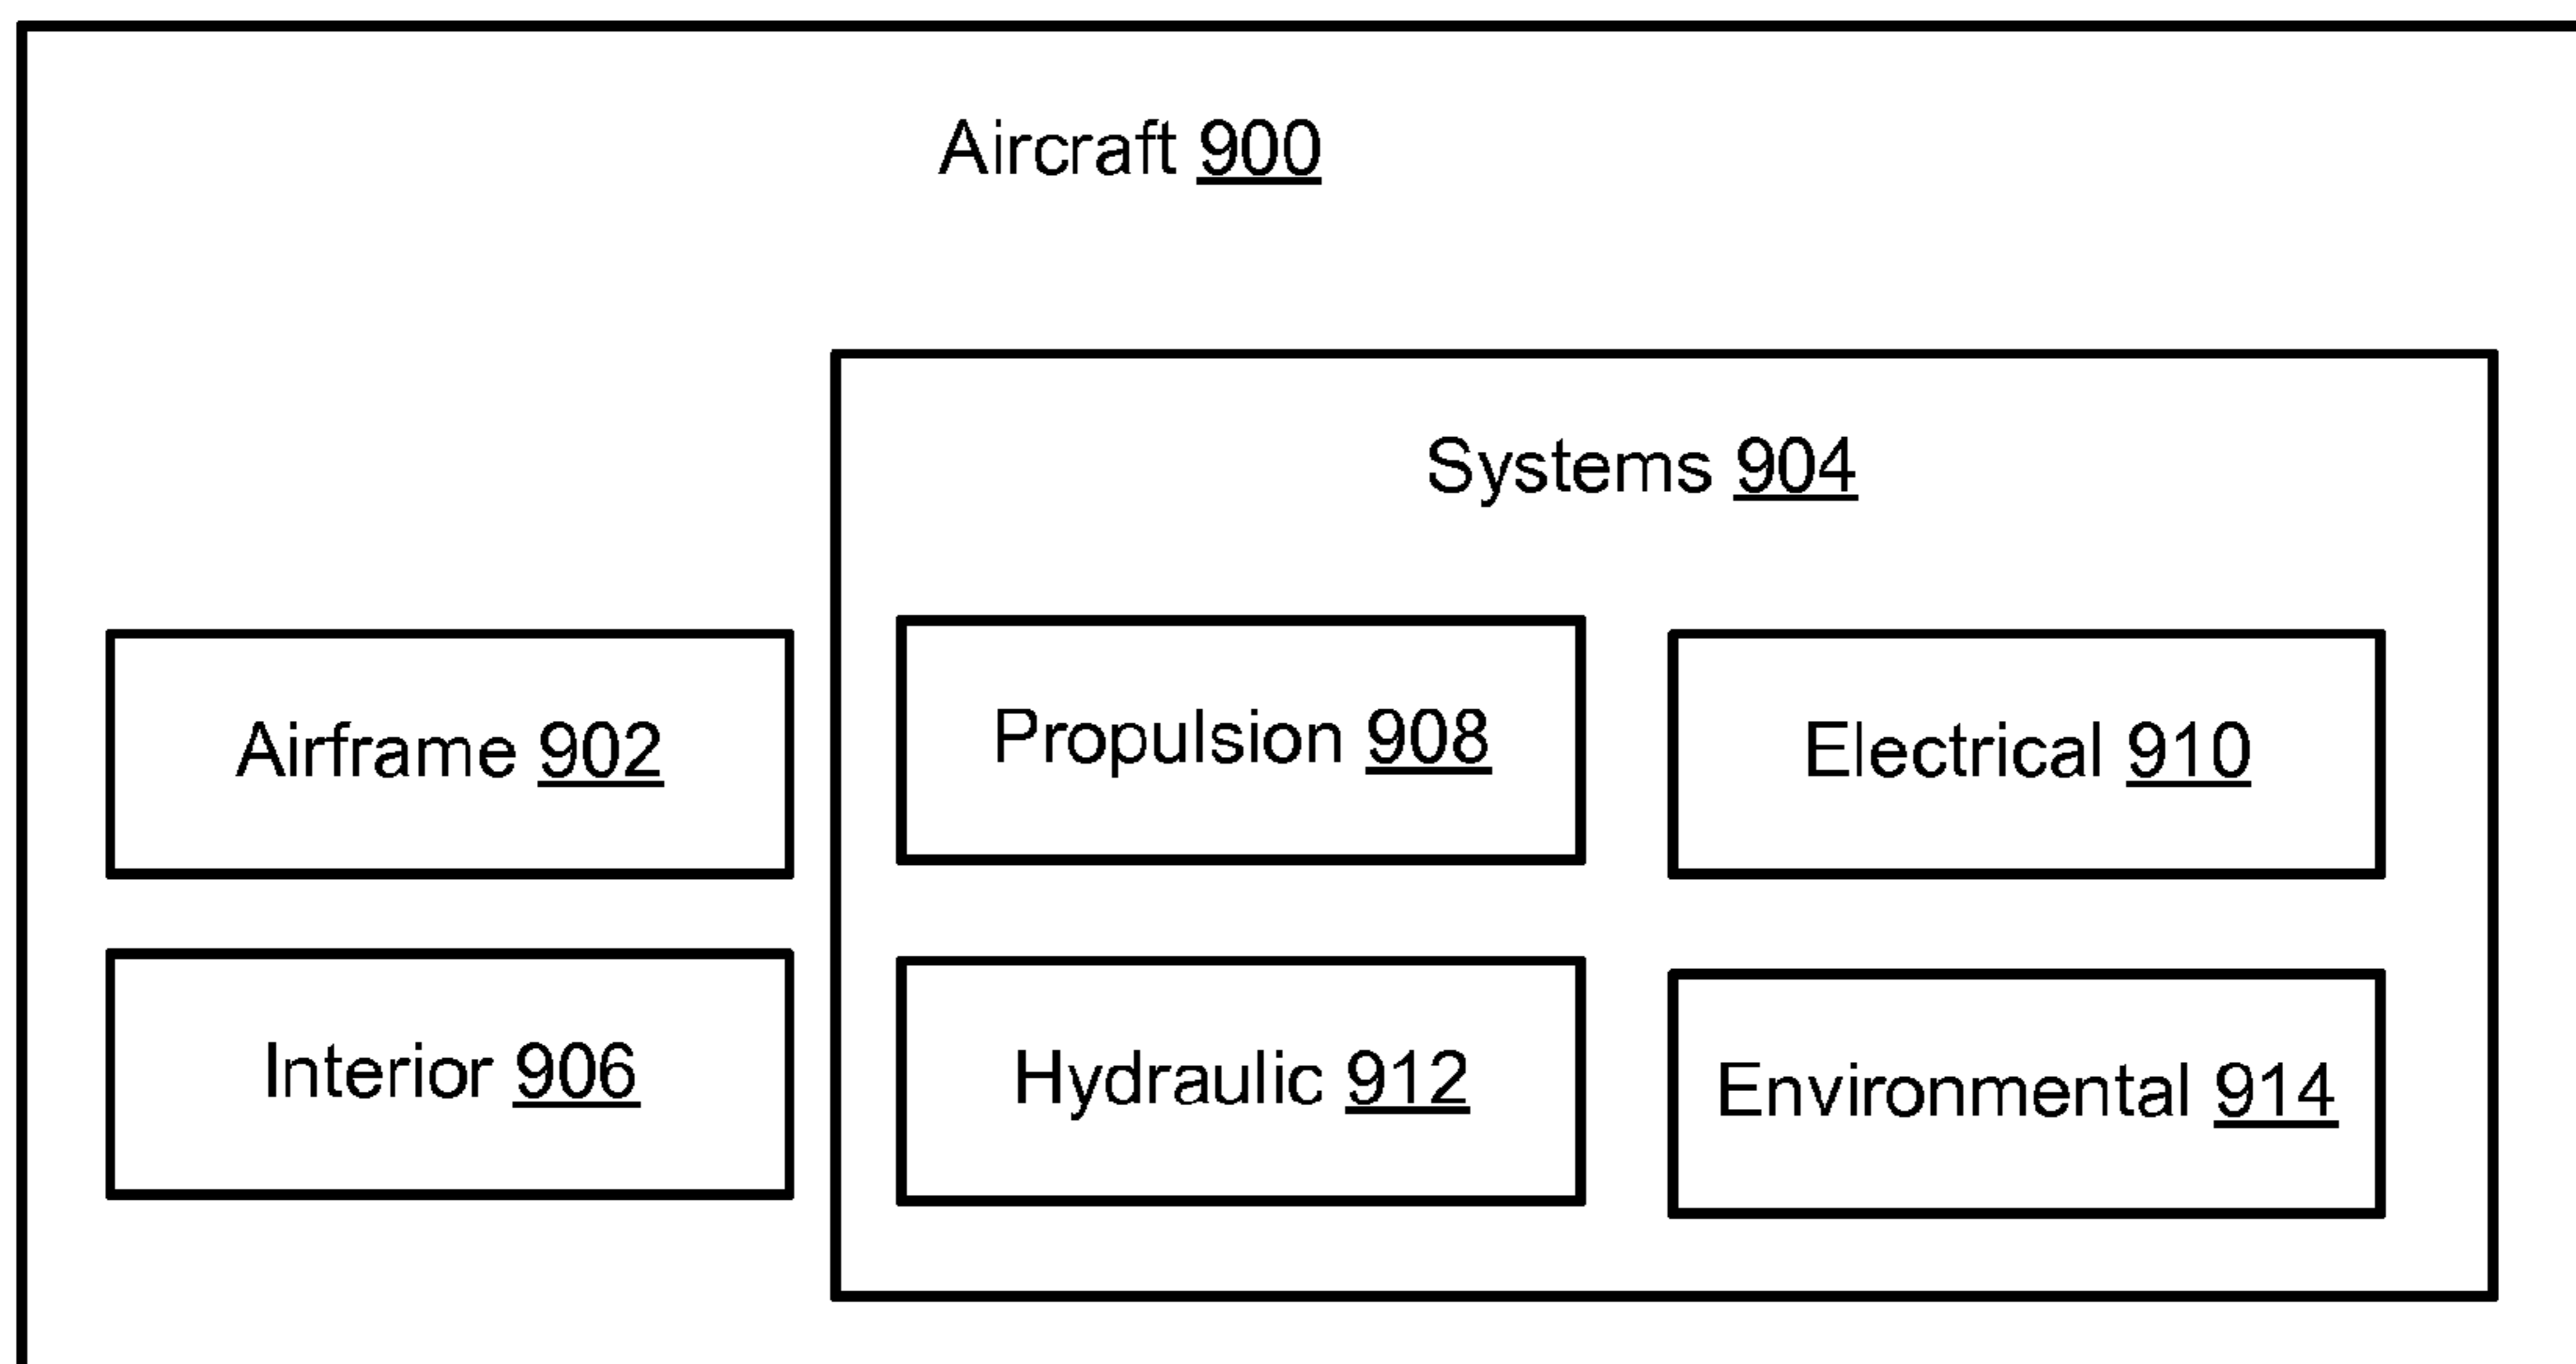 Aircraft 900
Systems 904
Airframe 902
Propulsion 908
Electrical 910
Interior 906
Hydraulic 912
Environmental 914